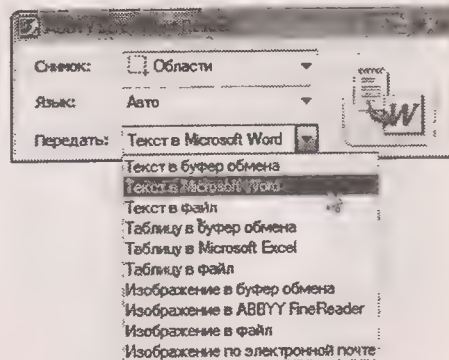 ABBYY
Снимок: Области
Язык: Авто
Передать: Текст в Microsoft Word
Текст в буфер обмена
Текст в Microsoft Word
Текст в файл
Таблицу в буфер обмена
Таблицу в Microsoft Excel
Таблицу в файл
Изображение в буфер обмена
Изображение в ABBYY FineReader
Изображение в файл
Изображение по электронной почте
W